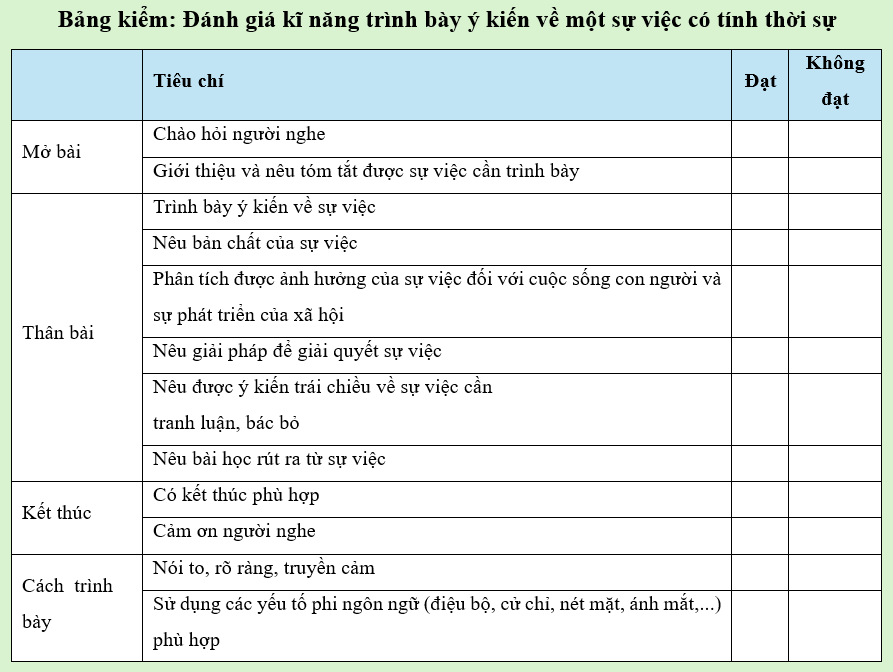 Bảng kiểm: Đánh giá kĩ năng trình bày ý kiến về một sự việc có tính thời sự
Tiêu chí
Đạt
Không
đạt
Mở bài
Chào hỏi người nghe
Giới thiệu và nêu tóm tắt được sự việc cần trình bày
Thân bài
Trình bày ý kiến về sự việc
Nêu bản chất của sự việc
Phân tích được ảnh hưởng của sự việc đối với cuộc sống con người và
sự phát triển của xã hội
Nêu giải pháp để giải quyết sự việc
Nêu được ý kiến trái chiều về sự việc cần
tranh luận, bác bỏ
Nêu bài học rút ra từ sự việc
Kết thúc
Có kết thúc phù hợp
Cảm ơn người nghe
Cách trình
bày
Nói to, rõ ràng, truyền cảm
Sử dụng các yếu tố phi ngôn ngữ (điệu bộ, cử chỉ, nét mặt, ánh mắt,...)
phù hợp